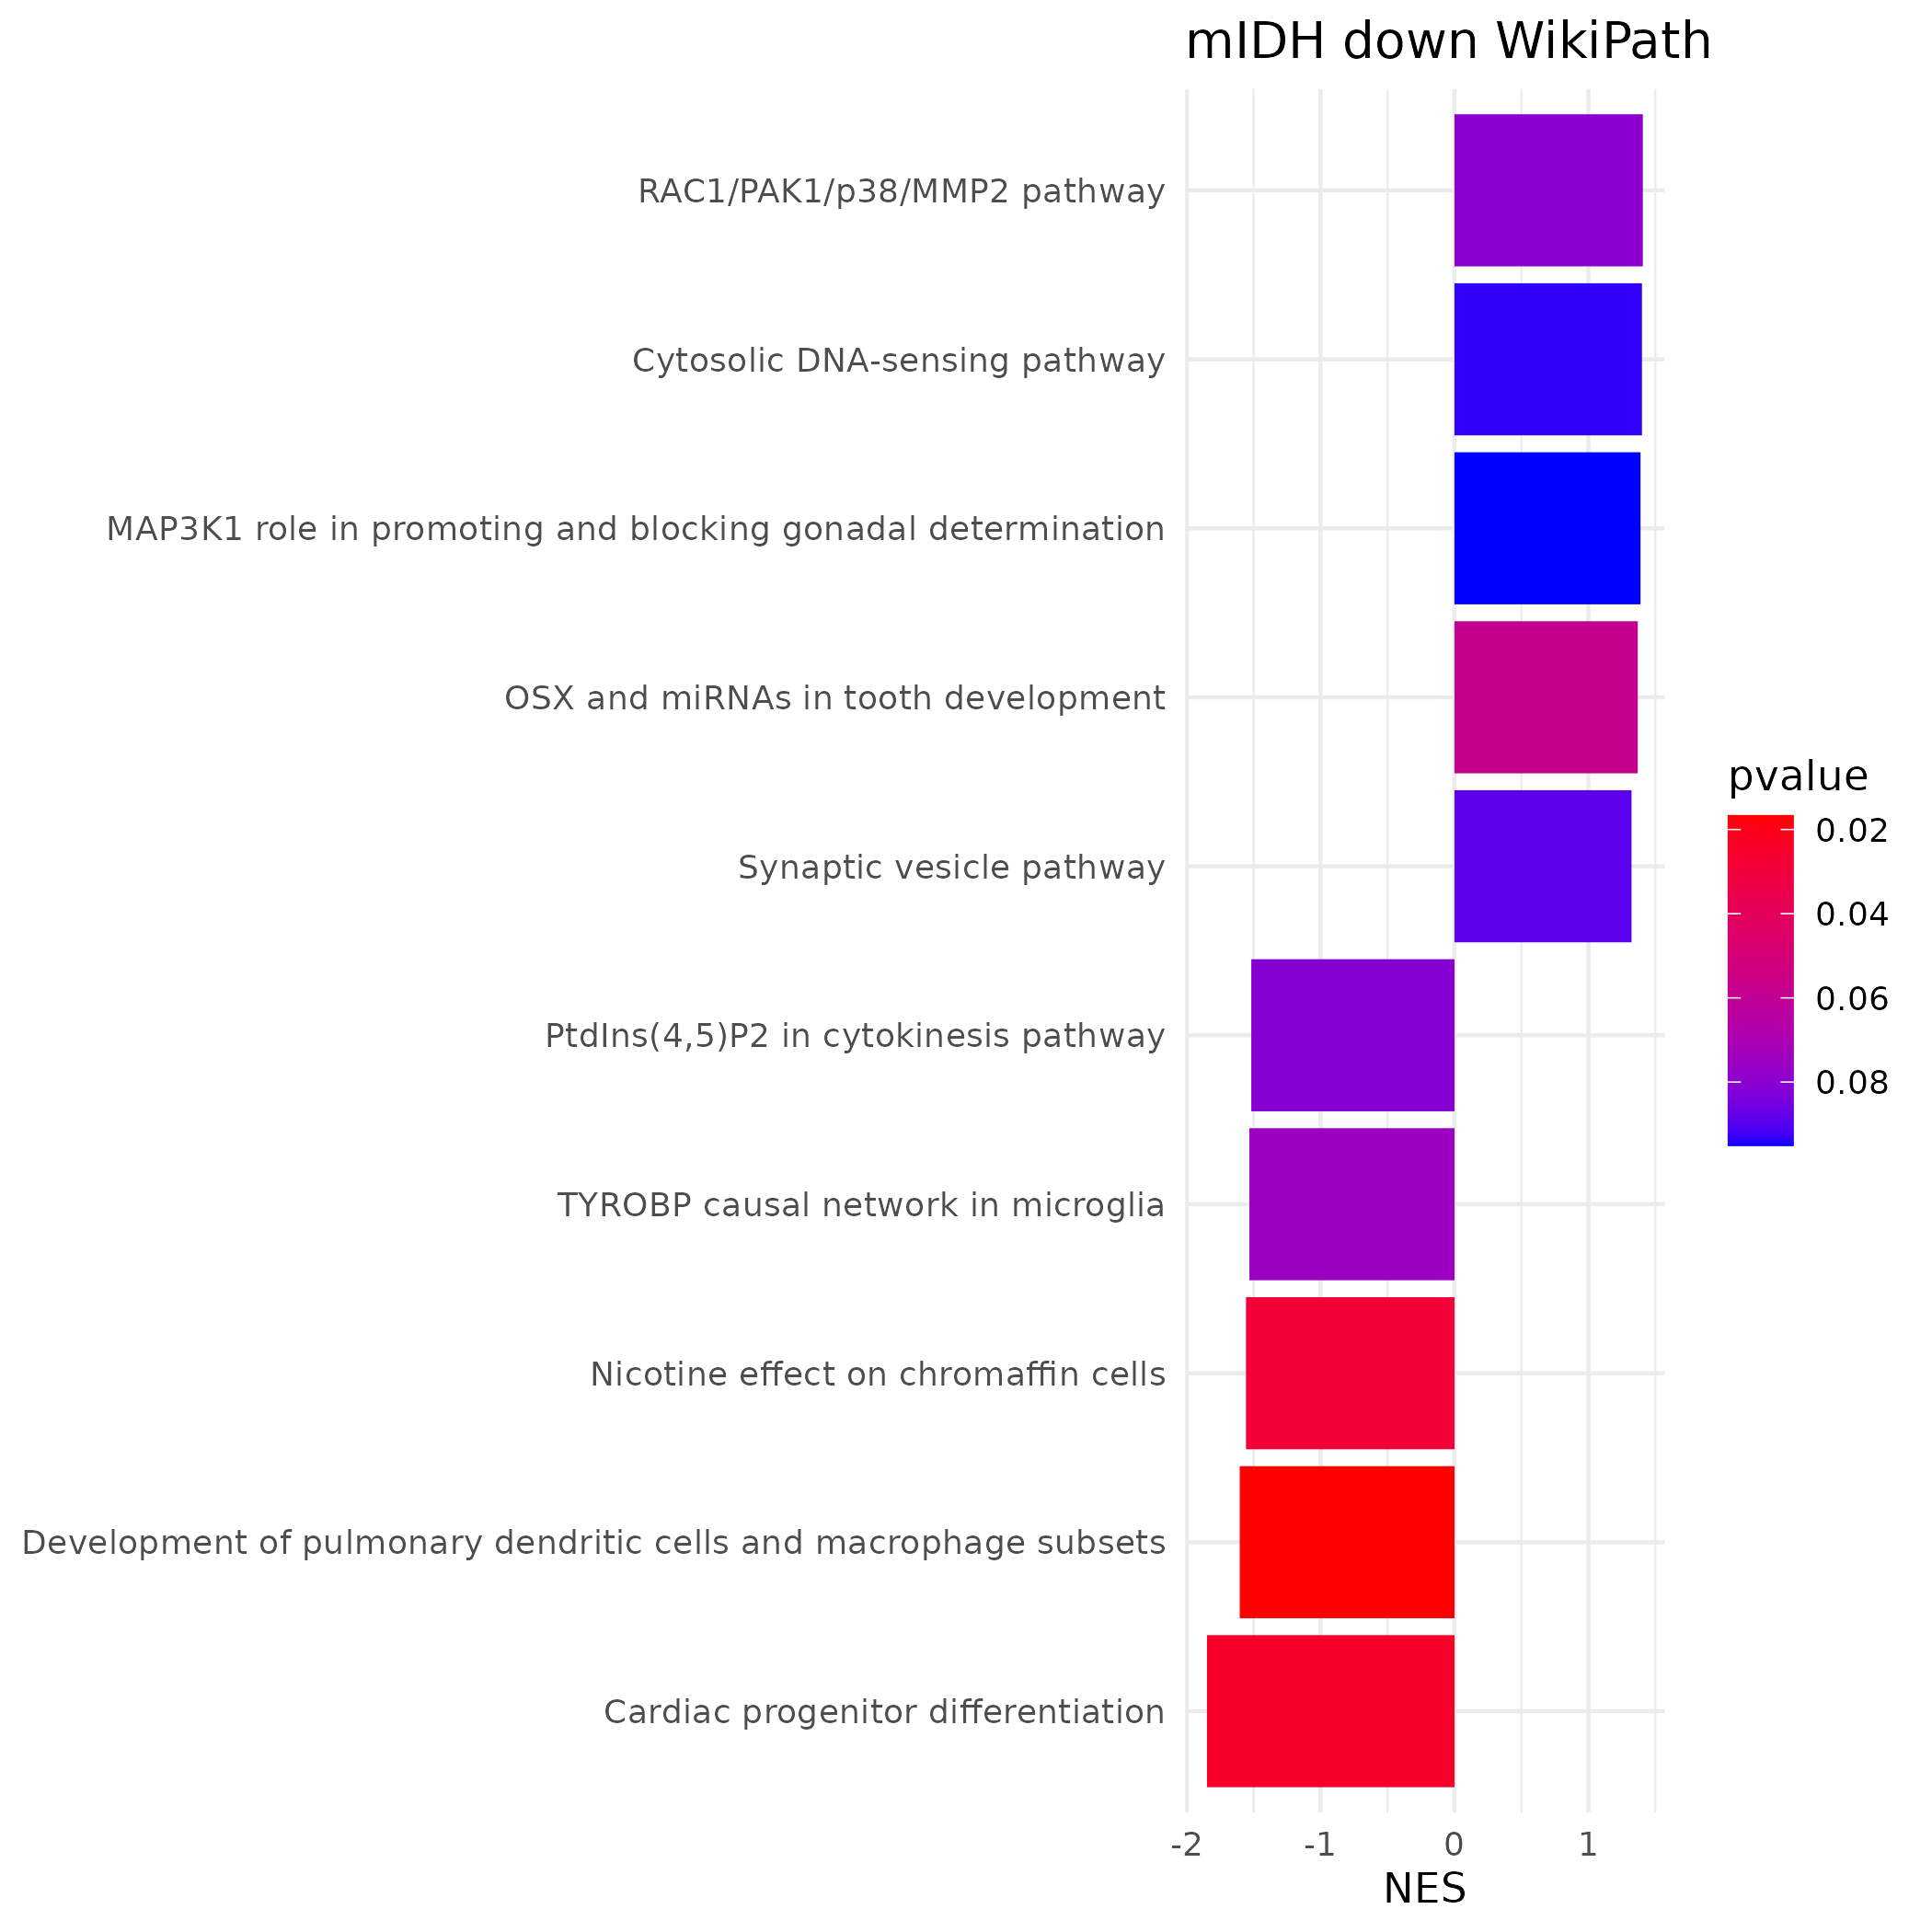 mIDH down WikiPath
RAC1/PAK1/p38/MMP2 pathway
Cytosolic DNA-sensing pathway
MAP3K1 role in promoting and blocking gonadal determination
OSX and miRNAs in tooth development
Synaptic vesicle pathway
PtdIns(4,5)P2 in cytokinesis pathway
TYROBP causal network in microglia
Nicotine effect on chromaffin cells
Development of pulmonary dendritic cells and macrophage subsets
Cardiac progenitor differentiation
-2 -1 0 1
NES
pvalue
0.02
0.04
0.06
0.08